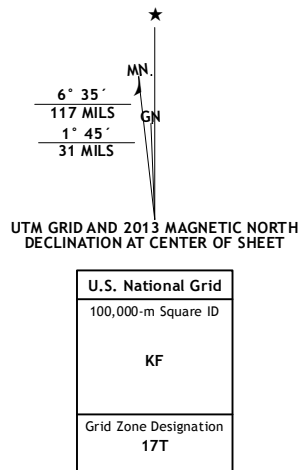 ★
MN.
6° 35´
117 MILS
GN
1° 45´
31 MILS
UTM GRID AND 2013 MAGNETIC NORTH
DECLINATION AT CENTER OF SHEET
U.S. National Grid
100,000-m Square ID
KF
Grid Zone Designation
17T